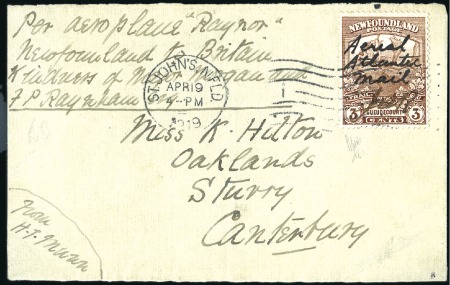 Per aeroplane "Raynor"
Newfoundland to Britain
Kindness of Major Morgan and
F P Raynham
ST. JOHN'S, NFLD
APR 19
4-PM
1919
NEWFOUNDLAND
POSTAGE
Aerial
Atlantic
Mail
3 3
CENTS
Miss K. Hilton
Oaklands
Sturry
Canterbury
From